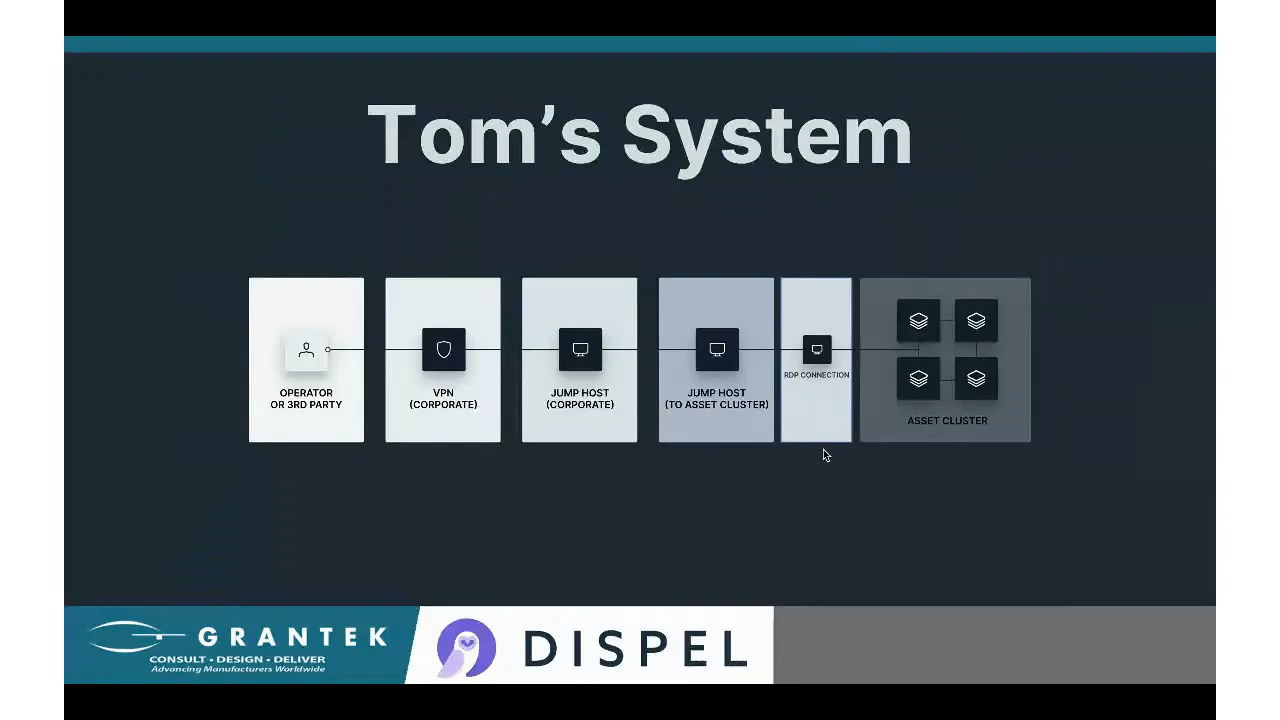 Tom's System
OPERATOR
OR 3RD PARTY
VPN
(CORPORATE)
JUMP HOST
(CORPORATE)
JUMP HOST
(TO ASSET CLUSTER)
RDP CONNECTION
ASSET CLUSTER
GRANTEK
CONSULT • DESIGN • DELIVER
Advancing Manufacturers Worldwide
DISPEL